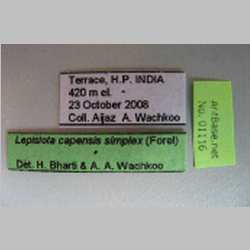 Terrace, H.P. INDIA
420 m el.
23 October 2008
Coll. Aijaz A. Wachkoo
Lepisiota capensis simplex (Forel)
Det. H. Bharti & A. A. Wachkoo
AntBase.net
No. 01116